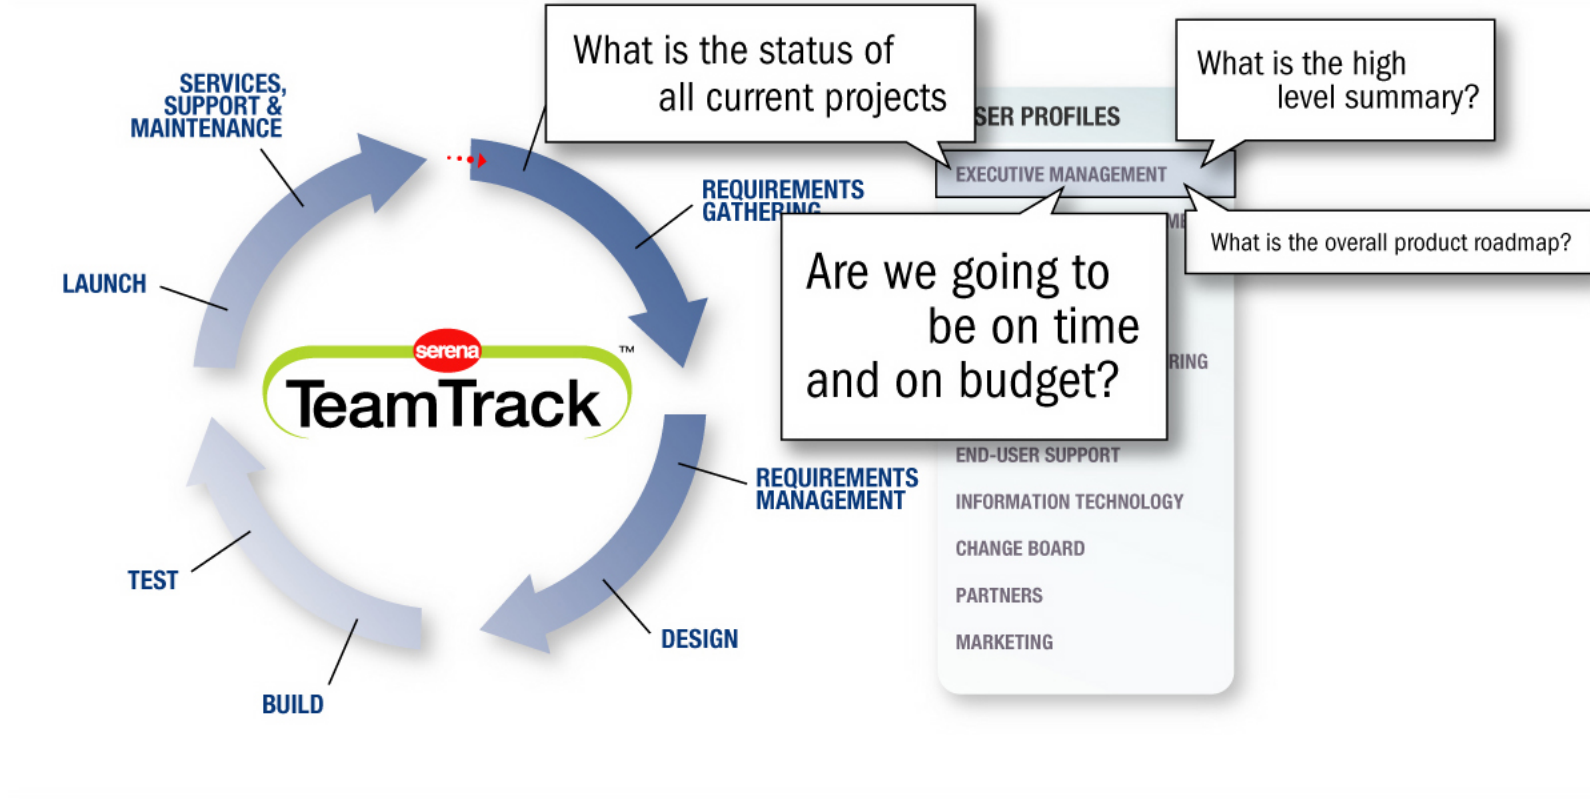 What is the status of
all current projects
What is the high
level summary?
SERVICES,
SUPPORT &
MAINTENANCE
SER PROFILES
EXECUTIVE MANAGEMENT
REQUIREMENTS
GATHERING
What is the overall product roadmap?
Are we going to
be on time
and on budget?
LAUNCH
serena
TeamTrack
™
RING
END-USER SUPPORT
REQUIREMENTS
MANAGEMENT
INFORMATION TECHNOLOGY
CHANGE BOARD
TEST
PARTNERS
DESIGN
MARKETING
BUILD